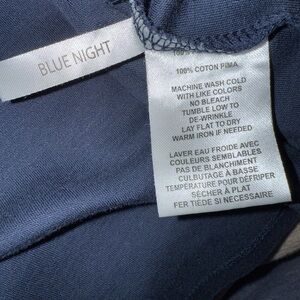 BLUE NIGHT
100% COTON PIMA
MACHINE WASH COLD
WITH LIKE COLORS
NO BLEACH
TUMBLE LOW TO
DE-WRINKLE
LAY FLAT TO DRY
WARM IRON IF NEEDED
LAVER EAU FROIDE AVEC
COULEURS SEMBLABLES
PAS DE BLANCHIMENT
CULBUTAGE À BASSE
TEMPÉRATURE POUR DÉFRIPER
SÈCHER À PLAT
FER TIÈDE SI NECESSAIRE